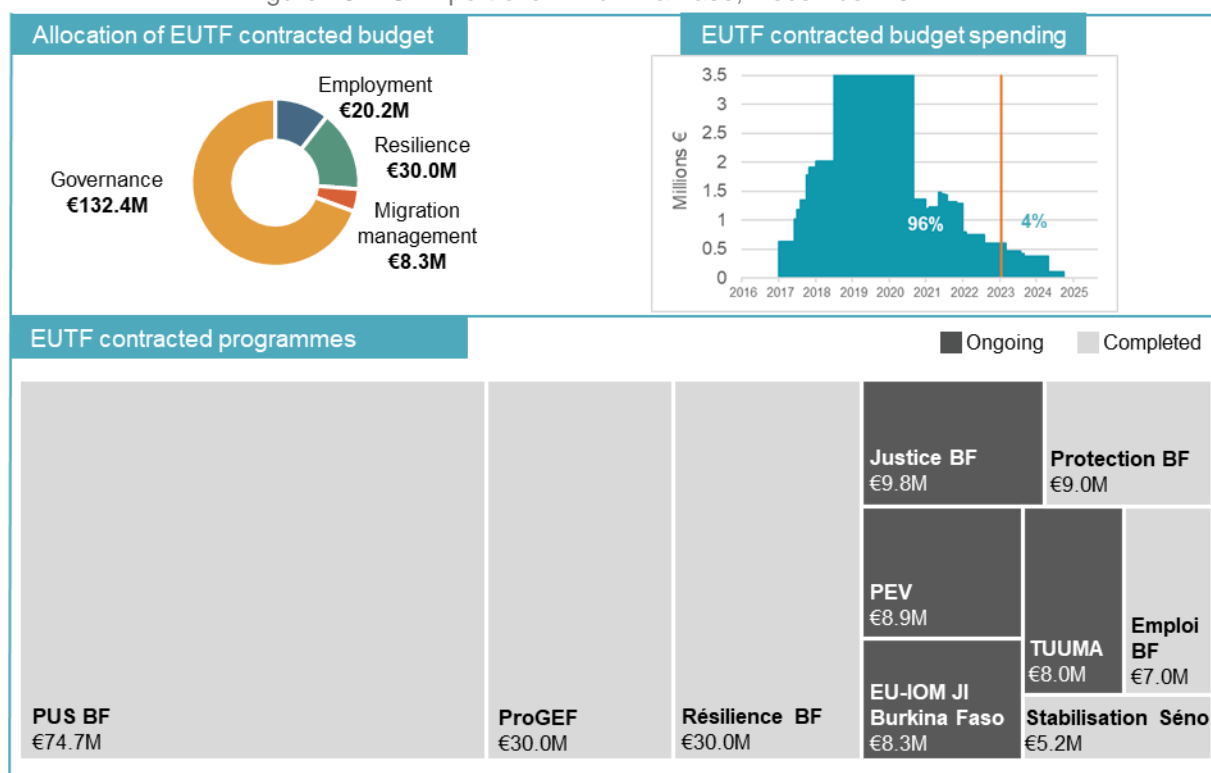 Allocation of EUTF contracted budget
Employment
€20.2M
Resilience
€30.0M
Migration
management
€8.3M
Governance
€132.4M
EUTF contracted budget spending
Millions €
3.5
3
2.5
2
1.5
1
0.5
0
96%
4%
2016 2017 2018 2019 2020 2021 2022 2023 2024 2025
EUTF contracted programmes
Ongoing
Completed
PUS BF
€74.7M
ProGEF
€30.0M
Résilience BF
€30.0M
Justice BF
€9.8M
Protection BF
€9.0M
PEV
€8.9M
EU-IOM JI
Burkina Faso
€8.3M
TUUMA
€8.0M
Emploi
BF
€7.0M
Stabilisation Séno
€5.2M